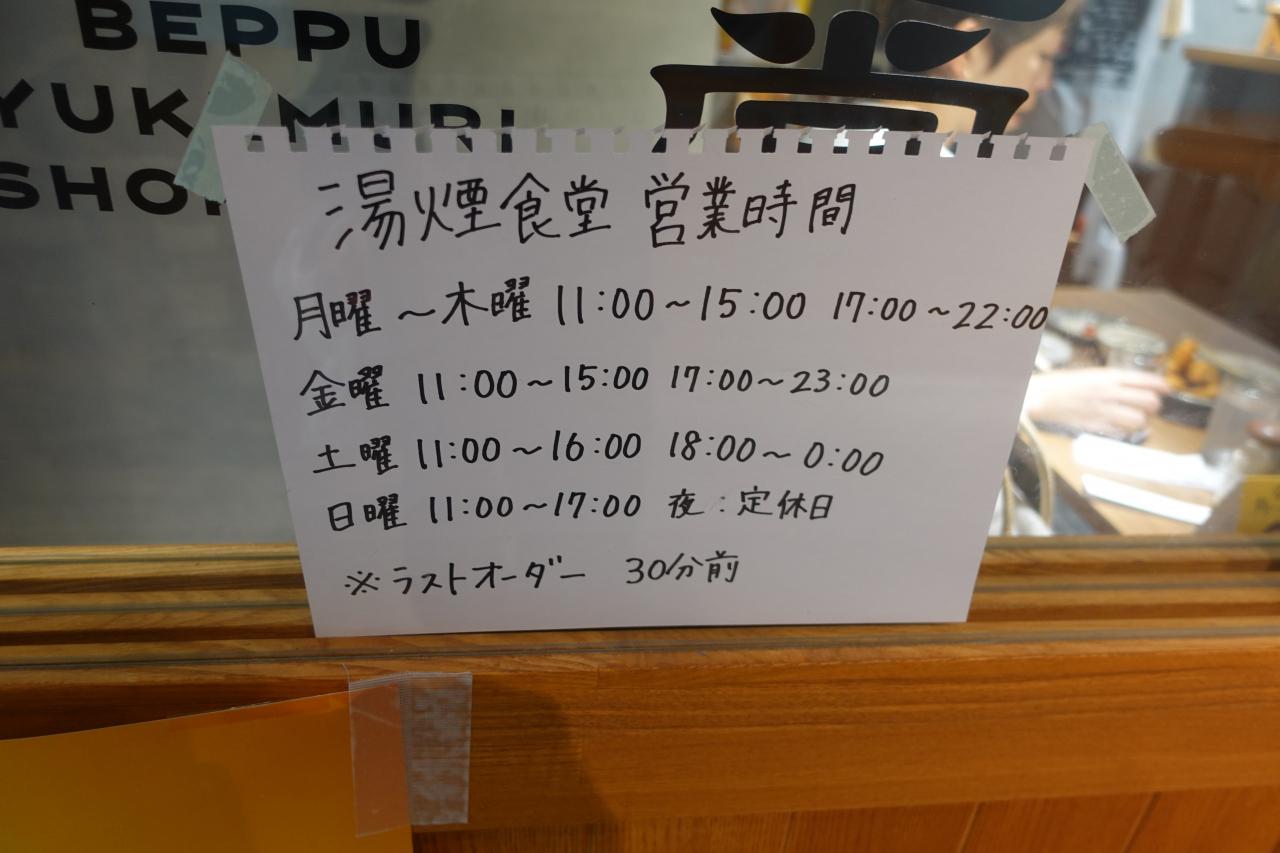 BEPPU
YUKEMURI
SHO
湯煙食堂 営業時間
月曜 ～木曜 11:00～15:00 17:00～22:00
金曜 11:00～15:00 17:00～23:00
土曜 11:00～16:00 18:00～0:00
日曜 11:00～17:00 夜:定休日
※ラストオーダー 30分前